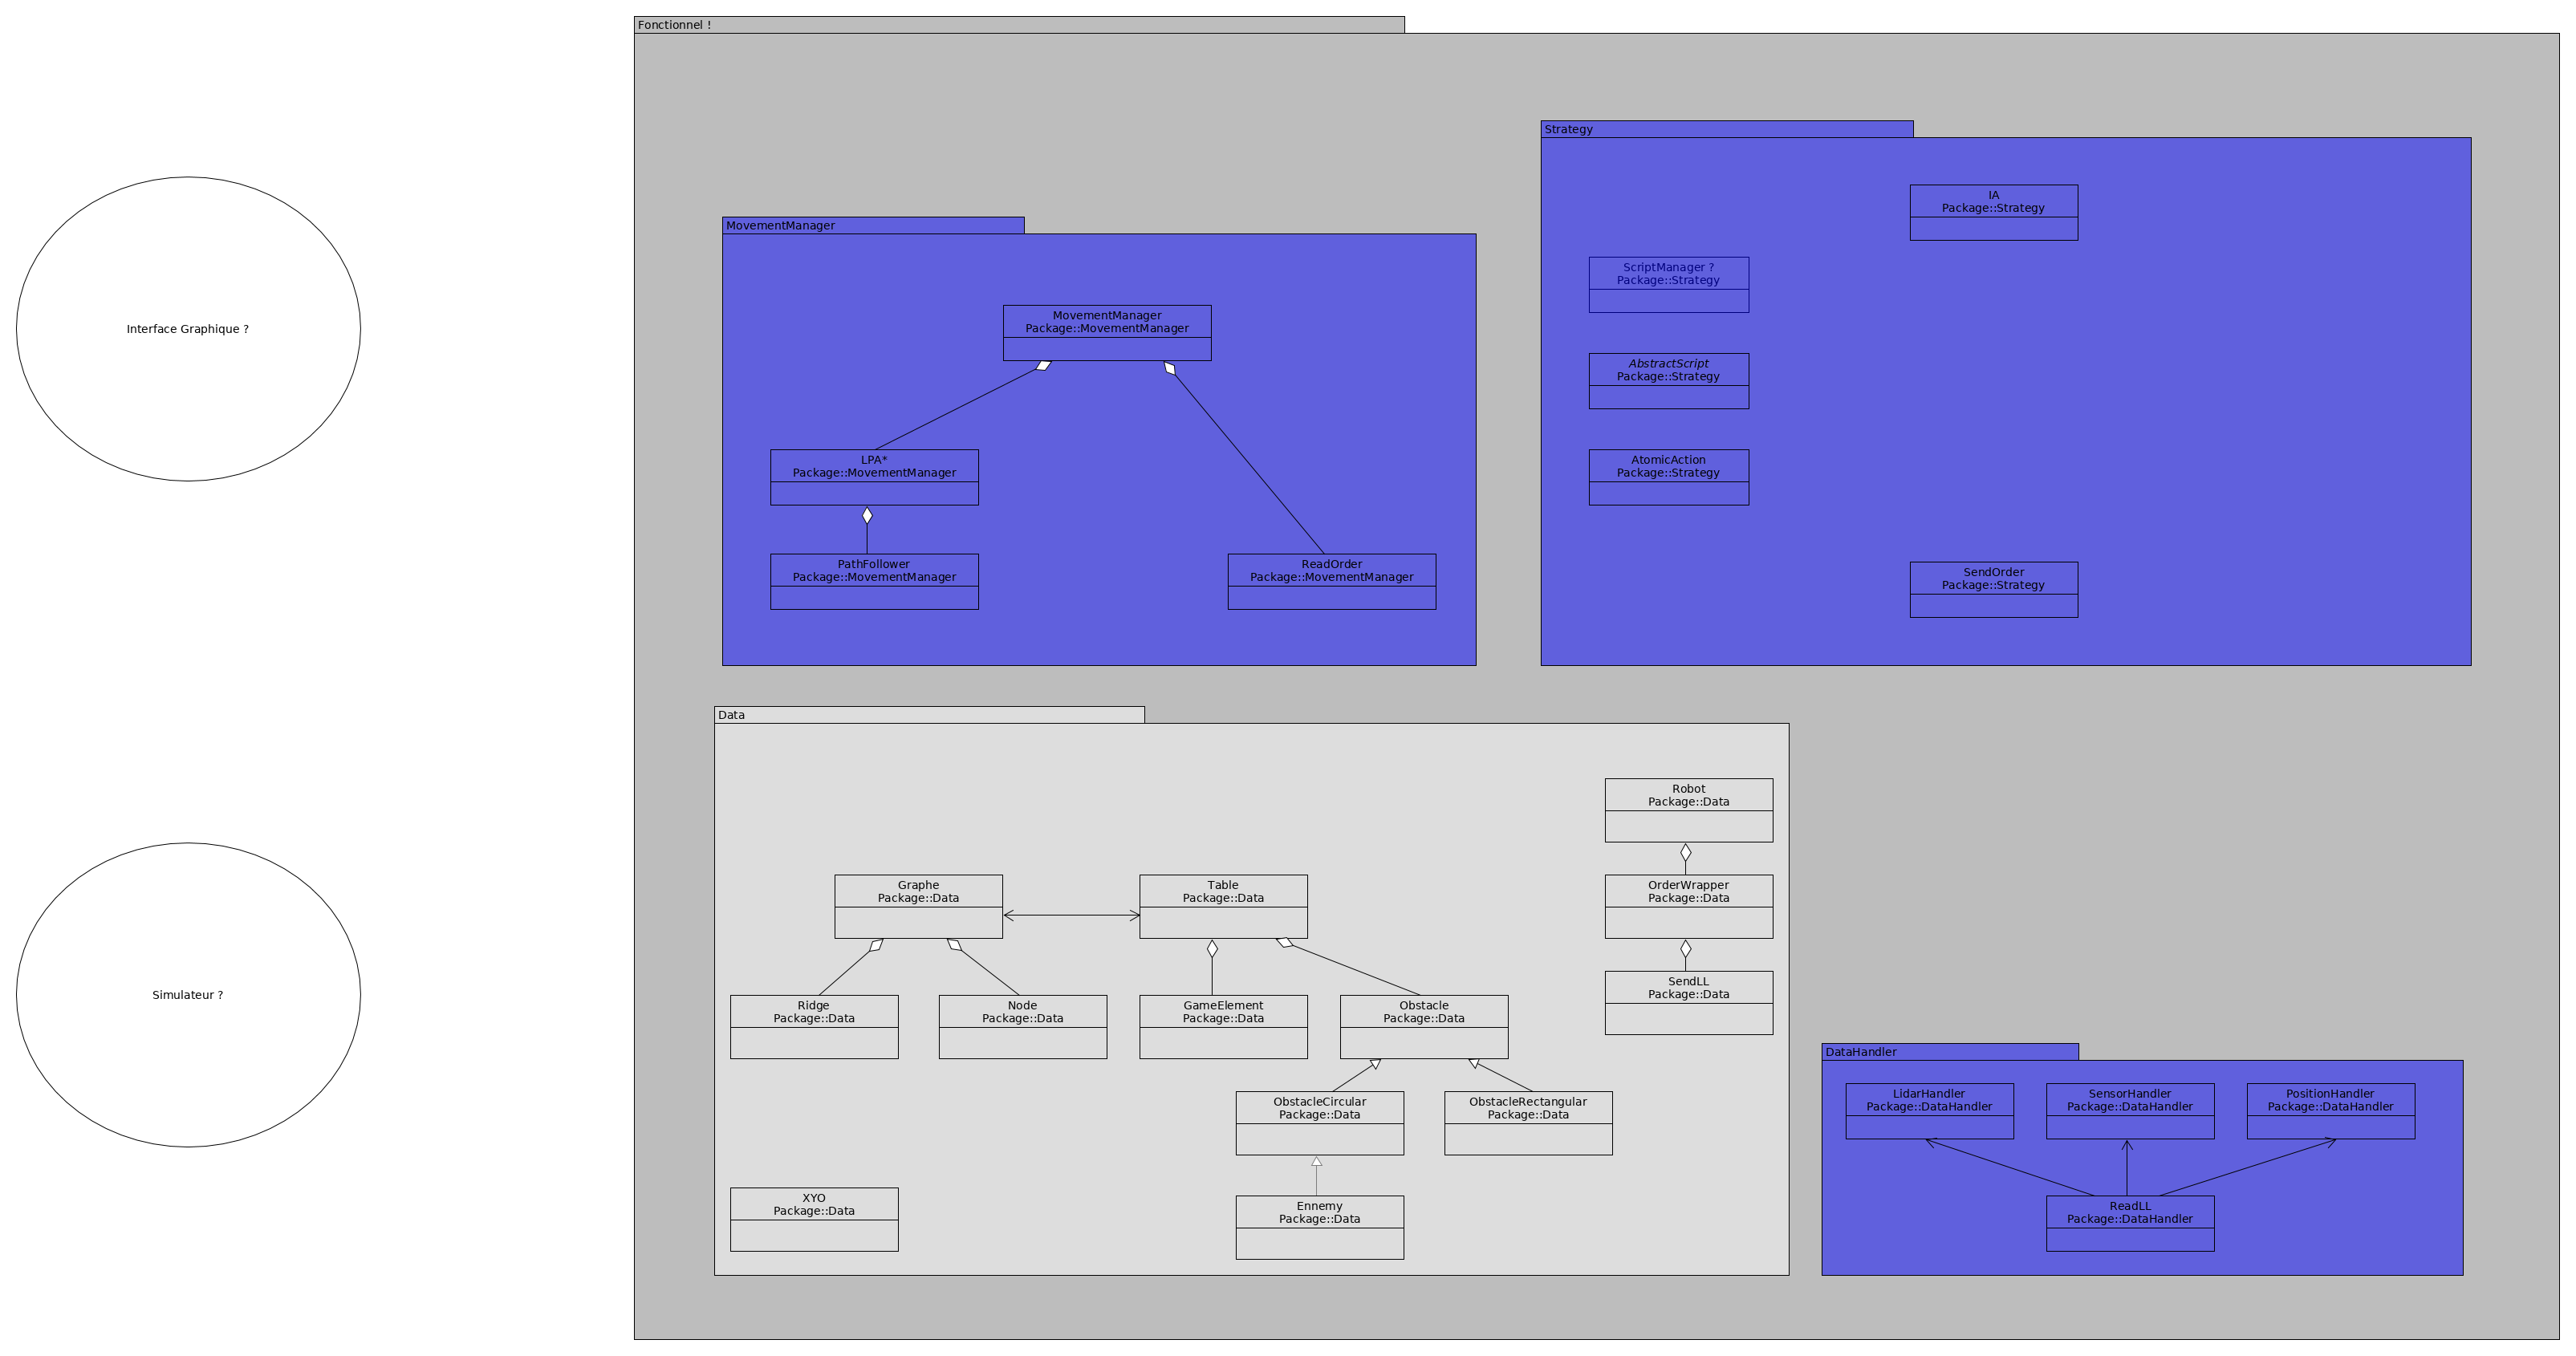 Fonctionnel !
Interface Graphique ?
Simulateur ?
MovementManager
MovementManager
Package::MovementManager
LPA*
Package::MovementManager
PathFollower
Package::MovementManager
ReadOrder
Package::MovementManager
Strategy
IA
Package::Strategy
ScriptManager ?
Package::Strategy
AbstractScript
Package::Strategy
AtomicAction
Package::Strategy
SendOrder
Package::Strategy
Data
Robot
Package::Data
Graphe
Package::Data
Table
Package::Data
OrderWrapper
Package::Data
SendLL
Package::Data
Ridge
Package::Data
Node
Package::Data
GameElement
Package::Data
Obstacle
Package::Data
ObstacleCircular
Package::Data
ObstacleRectangular
Package::Data
XYO
Package::Data
Ennemy
Package::Data
DataHandler
LidarHandler
Package::DataHandler
SensorHandler
Package::DataHandler
PositionHandler
Package::DataHandler
ReadLL
Package::DataHandler